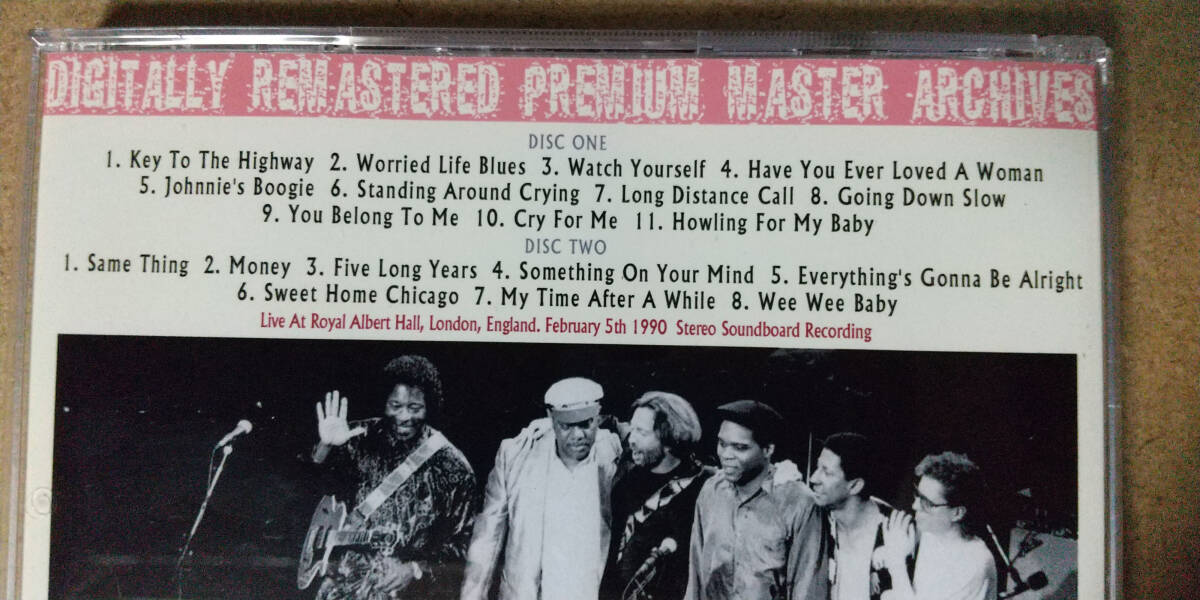 DIGITALLY REMASTERED PREMIUM MASTER ARCHIVES
DISC ONE
1. Key To The Highway 2. Worried Life Blues 3. Watch Yourself 4. Have You Ever Loved A Woman
5. Johnnie's Boogie 6. Standing Around Crying 7. Long Distance Call 8. Going Down Slow
9. You Belong To Me 10. Cry For Me 11. Howling For My Baby
DISC TWO
1. Same Thing 2. Money 3. Five Long Years 4. Something On Your Mind 5. Everything's Gonna Be Alright
6. Sweet Home Chicago 7. My Time After A While 8. Wee Wee Baby
Live At Royal Albert Hall, London, England. February 5th 1990 Stereo Soundboard Recording